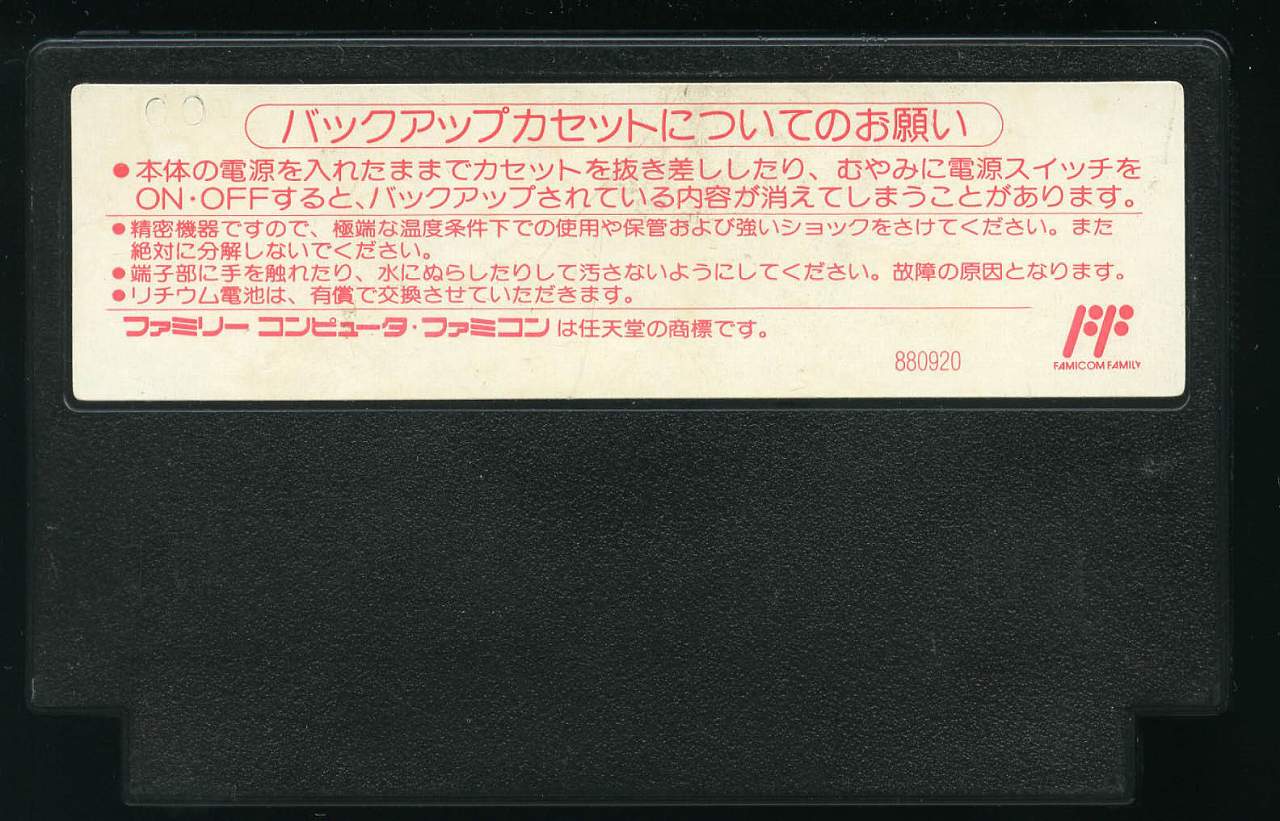 バックアップカセットについてのお願い
●本体の電源を入れたままでカセットを抜き差ししたり、むやみに電源スイッチを
ON・OFFすると、バックアップされている内容が消えてしまうことがあります。
●精密機器ですので、極端な温度条件下での使用や保管および強いショックをさけてください。また
絶対に分解しないでください。
●端子部に手を触れたり、水にぬらしたりして汚さないようにしてください。故障の原因となります。
●リチウム電池は、有償で交換させていただきます。
ファミリー コンピュータ・ファミコンは任天堂の商標です。
880920
FF
FAMICOM FAMILY